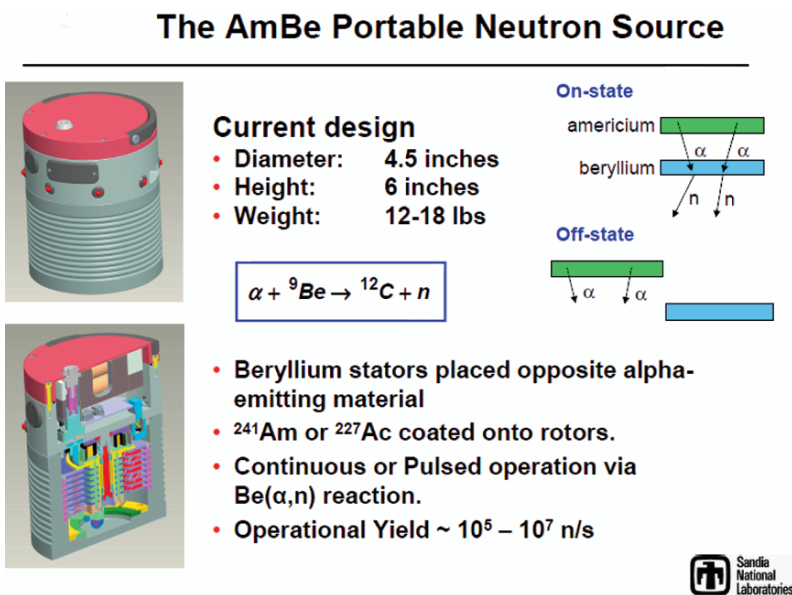 The AmBe Portable Neutron Source
Current design
• Diameter: 4.5 inches
• Height: 6 inches
• Weight: 12-18 lbs
α + ⁹Be → ¹²C + n
• Beryllium stators placed opposite alpha-
emitting material
• ²⁴¹Am or ²²⁷Ac coated onto rotors.
• Continuous or Pulsed operation via
Be(α,n) reaction.
• Operational Yield ~ 10⁵ – 10⁷ n/s
On-state
americium
α α
beryllium
n n
Off-state
α α
Sandia
National
Laboratories